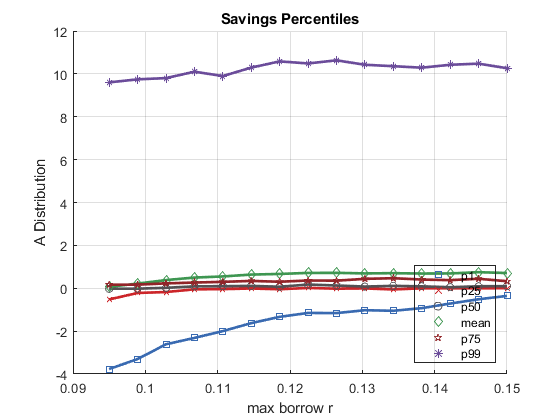 Savings Percentiles
12
10
8
6
4
2
0
-2
-4
A Distribution
p1
p25
p50
mean
p75
p99
0.09
0.1
0.11
0.12
0.13
0.14
0.15
max borrow r